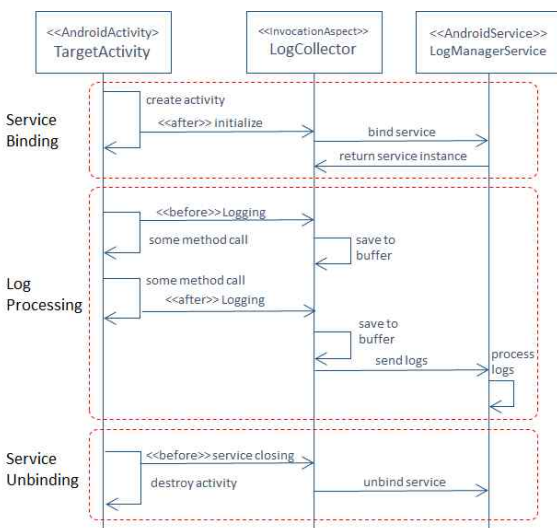 <<AndroidActivity>>
TargetActivity
<<InvocationAspect>>
LogCollector
<<AndroidService>>
LogManagerService
Service
Binding
create activity
<<after>> initialize
bind service
return service instance
Log
Processing
<<before>> Logging
some method call
save to
buffer
some method call
<<after>> Logging
save to
buffer
send logs
process
logs
Service
Unbinding
<<before>> service closing
destroy activity
unbind service